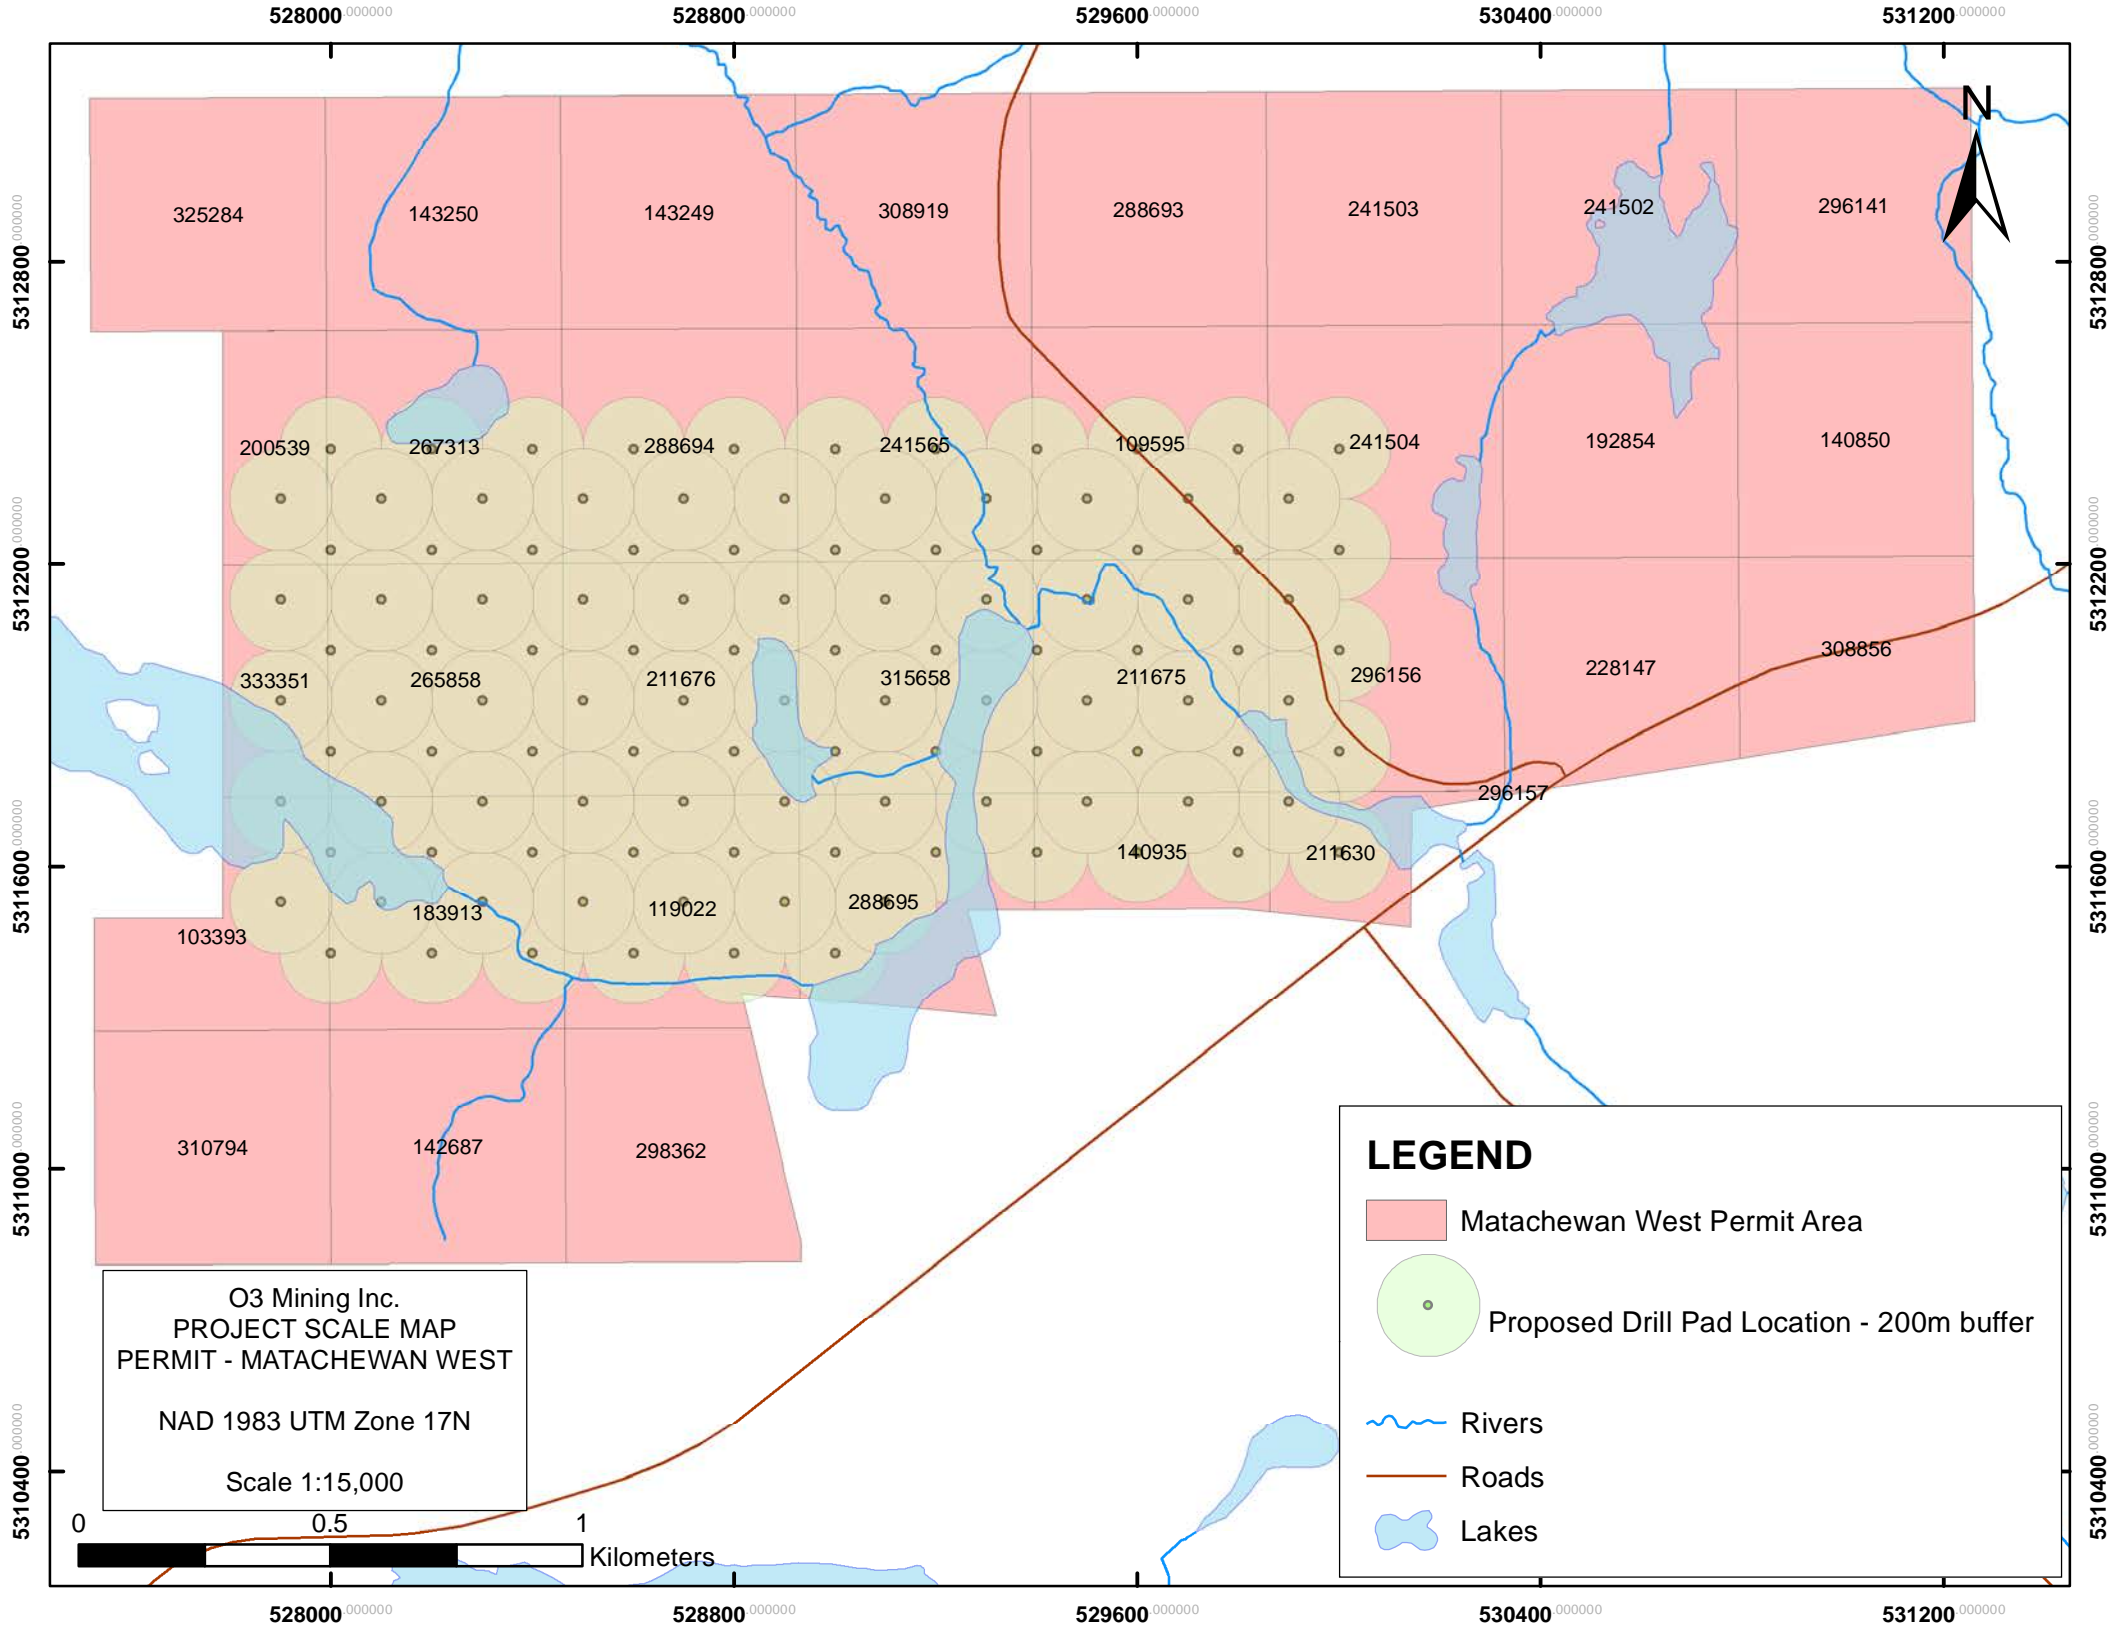 528000.000000 528800.000000 529600.000000 530400.000000 531200.000000
N
5312800.000000 5312800.000000
325284 143250 143249 308919 288693 241503 241502 296141
200539 267313 288694 241565 109595 241504 192854 140850
5312200.000000 5312200.000000
333351 265858 211676 315658 211675 296156 228147 308856
296157
5311600.000000 5311600.000000
140935 211630
103393 183913 119022 288695
5311000.000000 5311000.000000
310794 142687 298362
LEGEND
Matachewan West Permit Area
Proposed Drill Pad Location - 200m buffer
Rivers
Roads
Lakes
O3 Mining Inc.
PROJECT SCALE MAP
PERMIT - MATACHEWAN WEST
NAD 1983 UTM Zone 17N
Scale 1:15,000
5310400.000000 5310400.000000
0 0.5 1
Kilometers
528000.000000 528800.000000 529600.000000 530400.000000 531200.000000